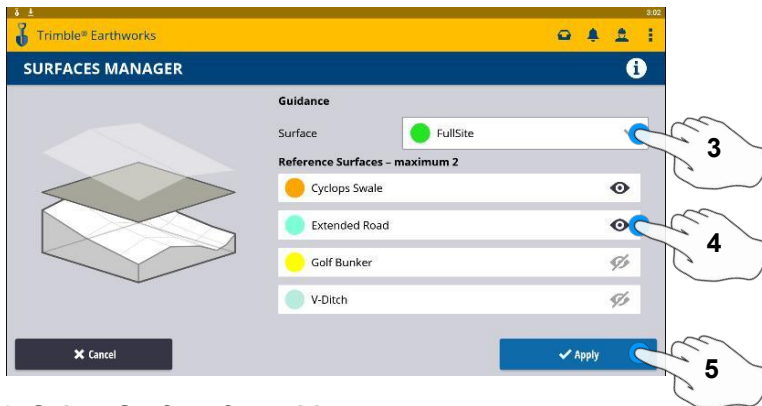 3:02
Trimble® Earthworks
SURFACES MANAGER
Guidance
Surface
FullSite
3
Reference Surfaces – maximum 2
Cyclops Swale
Extended Road
4
Golf Bunker
V-Ditch
Cancel
Apply
5